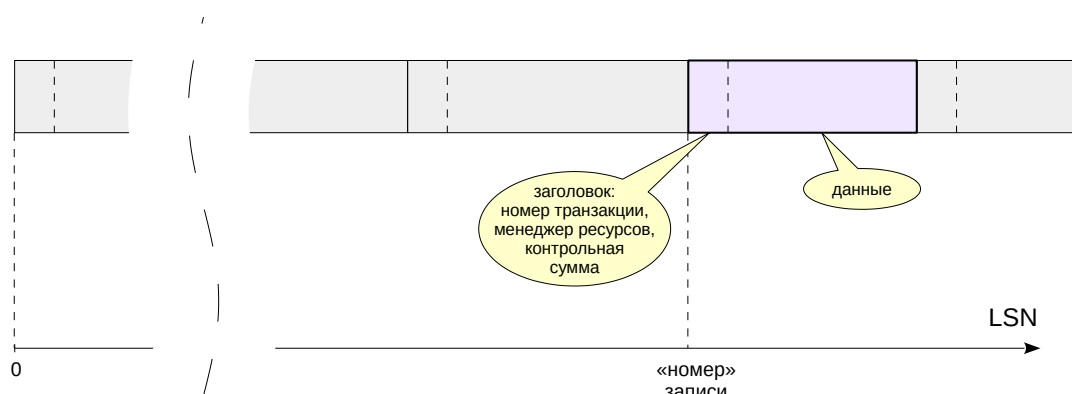 заголовок:
номер транзакции,
менеджер ресурсов,
контрольная
сумма
данные
LSN
0
«номер»
записи